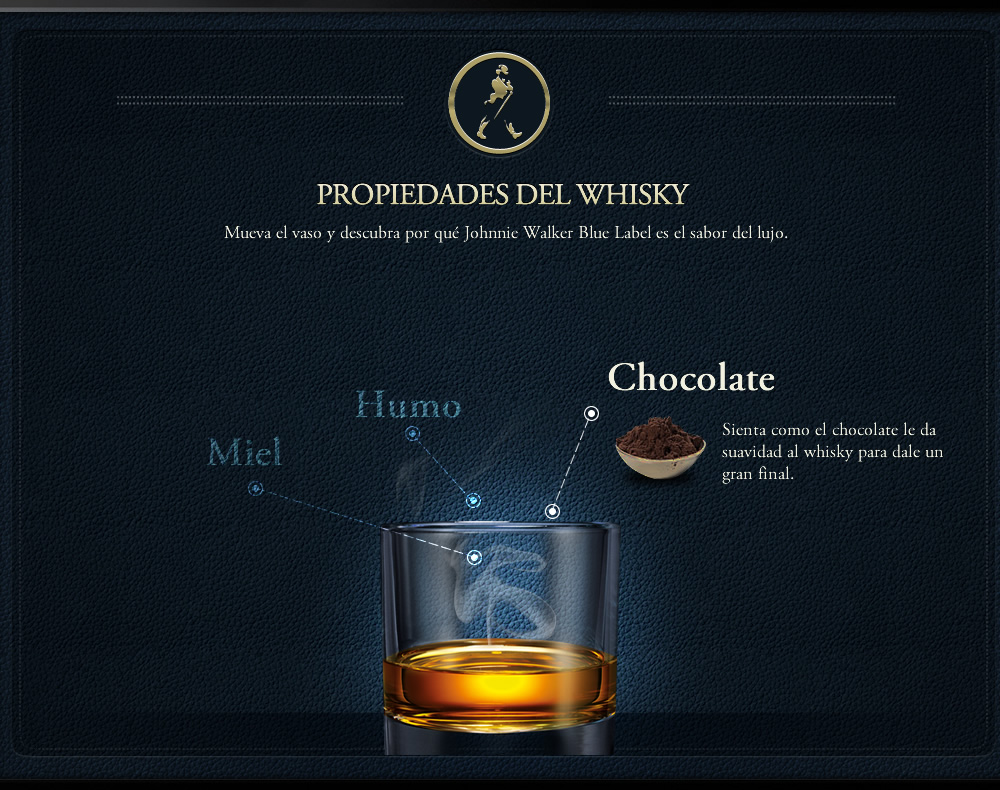 PROPIEDADES DEL WHISKY
Mueva el vaso y descubra por qué Johnnie Walker Blue Label es el sabor del lujo.
Chocolate
Sienta como el chocolate le da
suavidad al whisky para dale un
gran final.
Humo
Miel